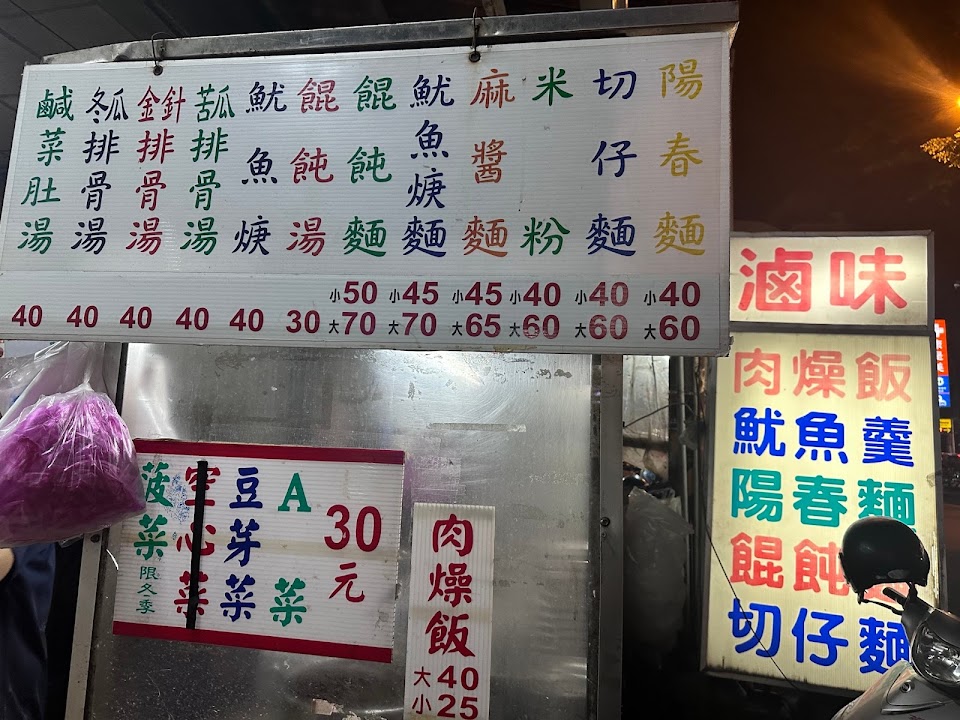 陽春麵 小40 大60
切仔麵 小40 大60
米粉 小40 大60
麻醬麵 小45 大65
魷魚焿麵 小45 大70
餛飩麵 小50 大70
餛飩湯 30
魷魚焿 40
苦瓜排骨湯 40
金針排骨湯 40
冬瓜排骨湯 40
鹹菜肚湯 40
A菜
豆芽菜
空心菜
菠菜 限冬季
30元
肉燥飯
大40
小25
滷味
肉燥飯
魷魚羹
陽春麵
餛飩
切仔麵